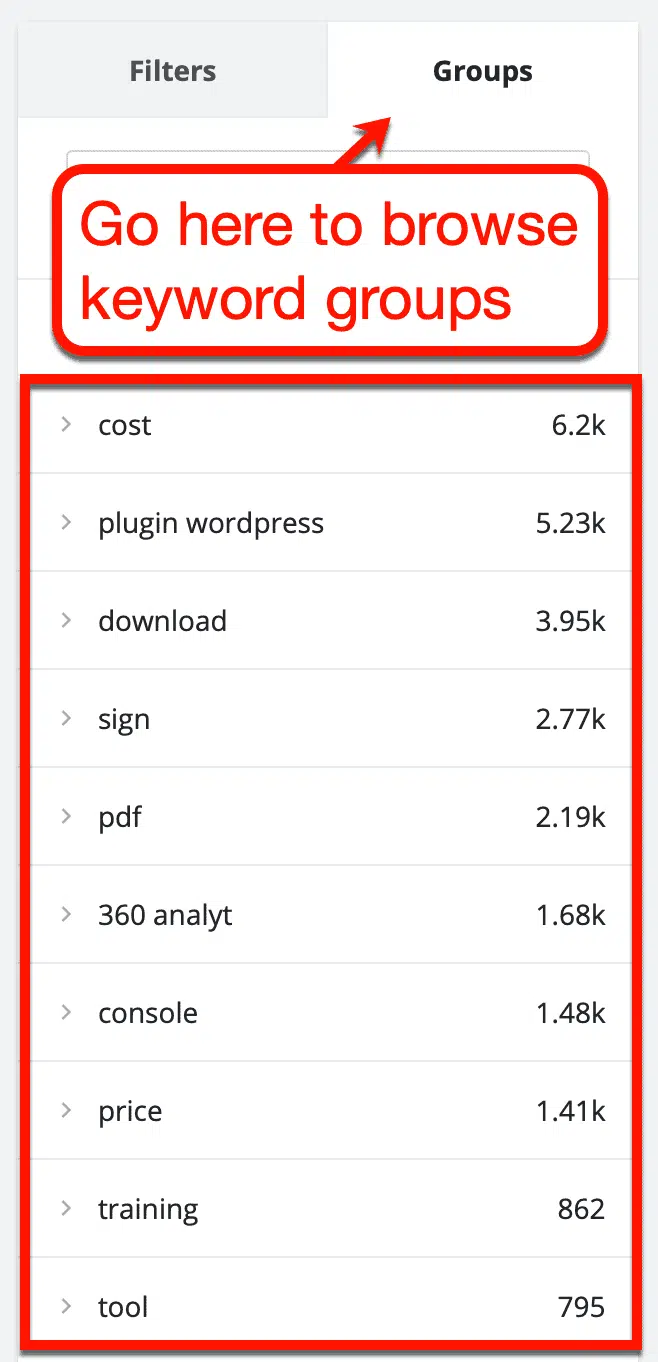 Filters Groups
Go here to browse
keyword groups
cost 6.2k
plugin wordpress 5.23k
download 3.95k
sign 2.77k
pdf 2.19k
360 analyt 1.68k
console 1.48k
price 1.41k
training 862
tool 795